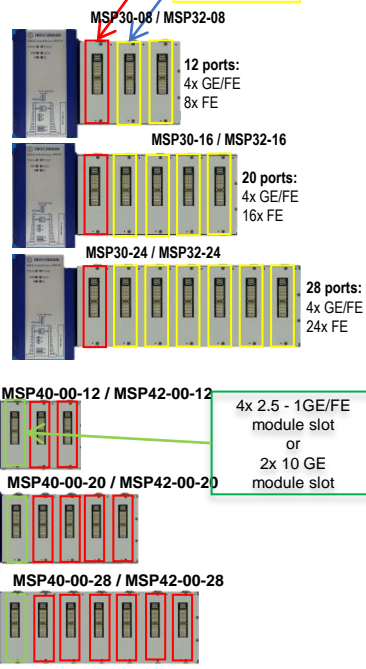 MSP30-08 / MSP32-08
HIRSCHMANN
12 ports:
4x GE/FE
8x FE
MSP30-16 / MSP32-16
HIRSCHMANN
20 ports:
4x GE/FE
16x FE
MSP30-24 / MSP32-24
HIRSCHMANN
28 ports:
4x GE/FE
24x FE
MSP40-00-12 / MSP42-00-12
4x 2.5 - 1GE/FE
module slot
or
2x 10 GE
module slot
MSP40-00-20 / MSP42-00-20
MSP40-00-28 / MSP42-00-28